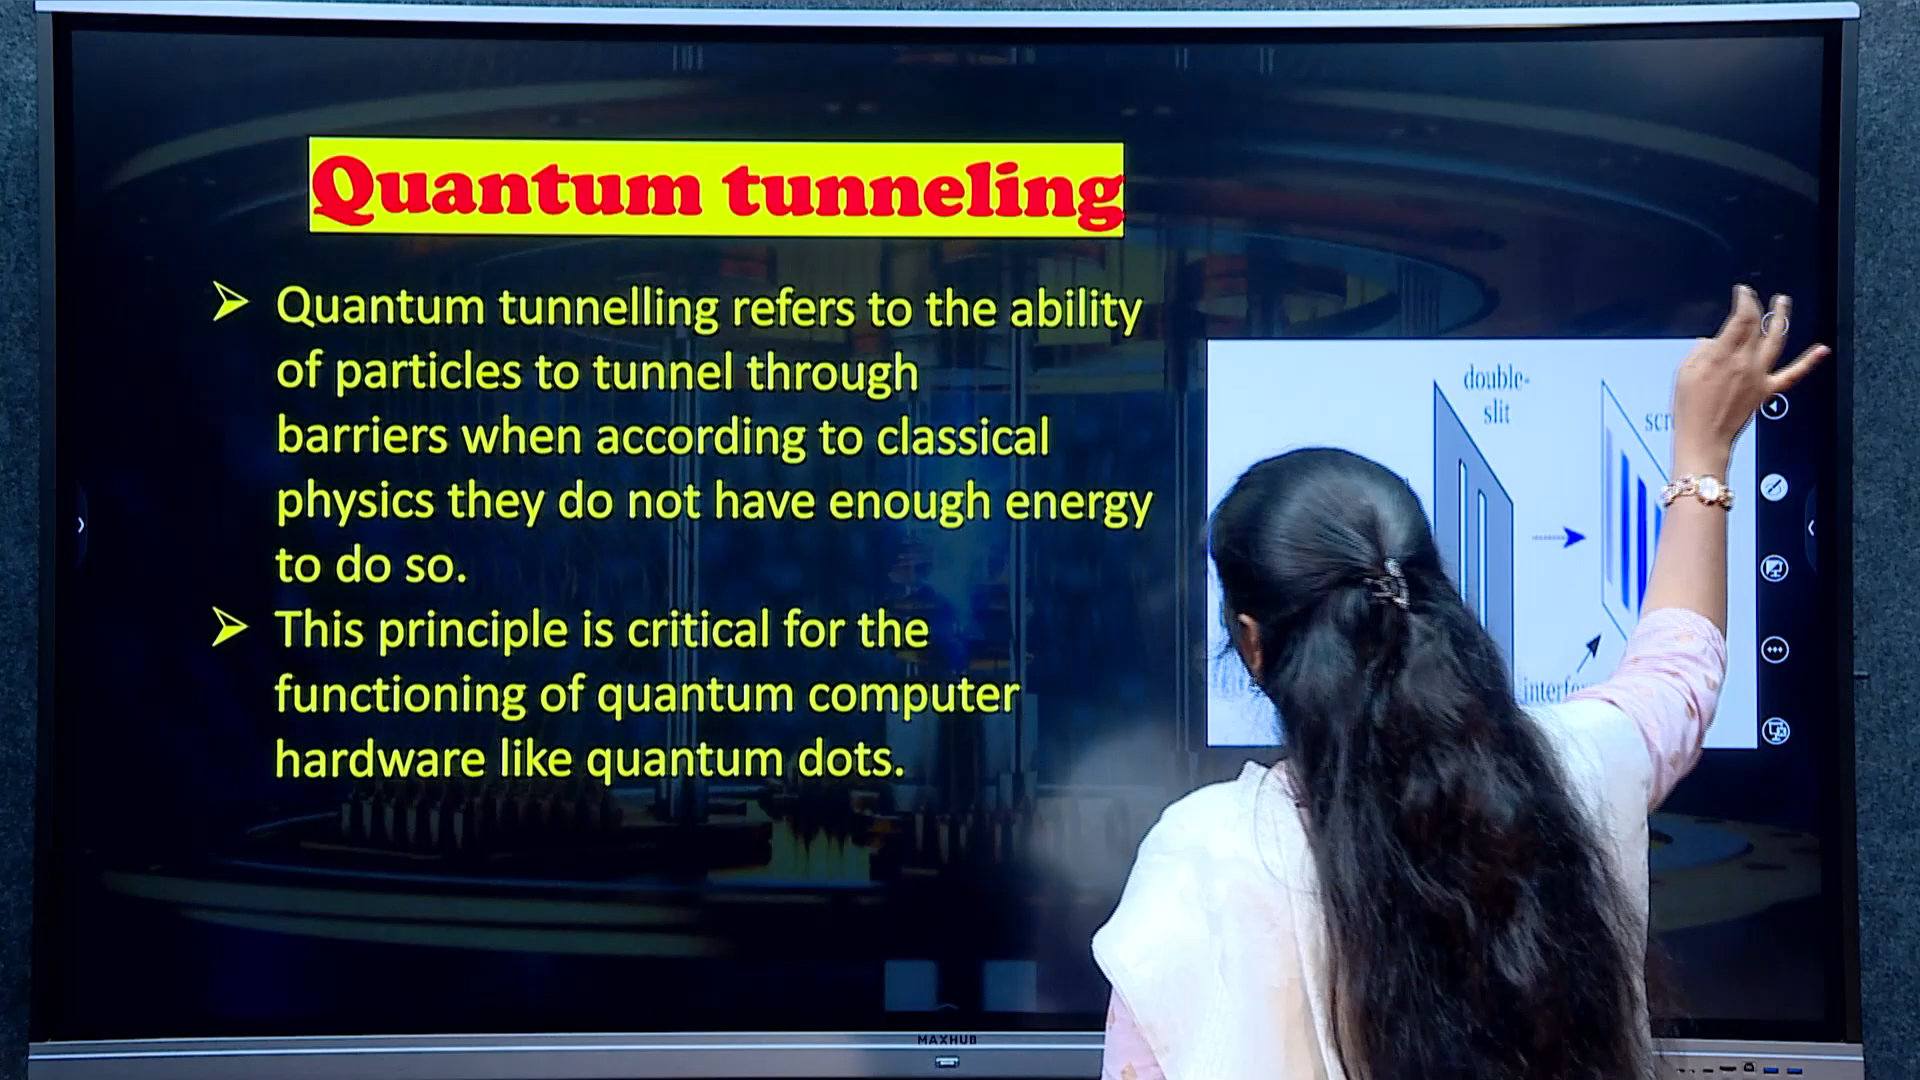 Quantum tunneling
➢ Quantum tunnelling refers to the ability
of particles to tunnel through
barriers when according to classical
physics they do not have enough energy
to do so.
➢ This principle is critical for the
functioning of quantum computer
hardware like quantum dots.
double-
slit
MAXHUB